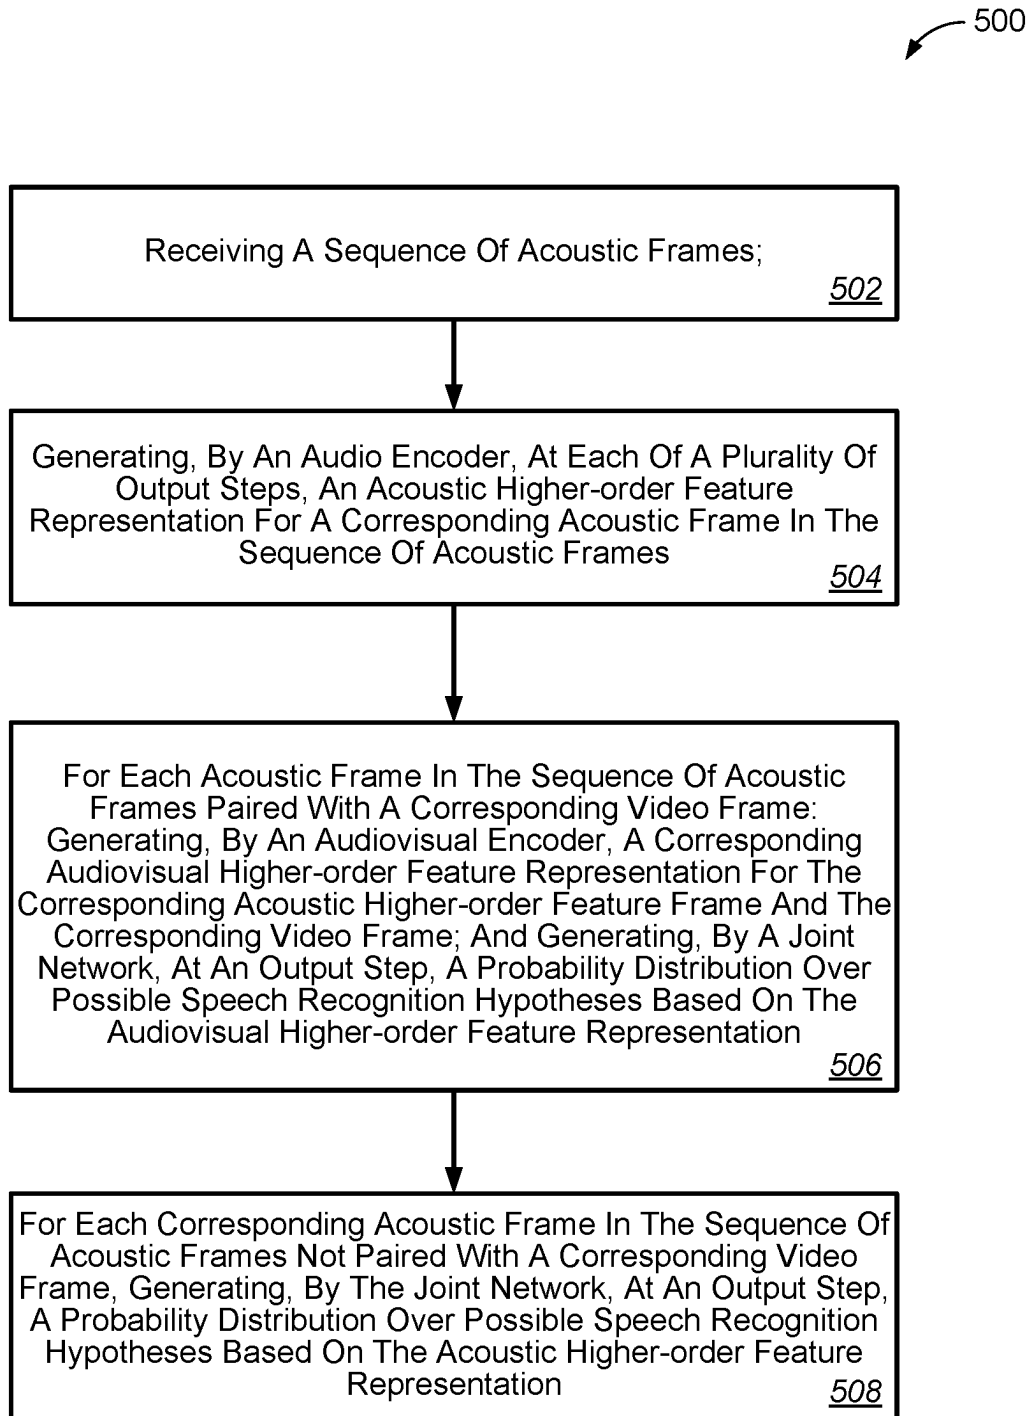 500
Receiving A Sequence Of Acoustic Frames;
502
Generating, By An Audio Encoder, At Each Of A Plurality Of
Output Steps, An Acoustic Higher-order Feature
Representation For A Corresponding Acoustic Frame In The
Sequence Of Acoustic Frames
504
For Each Acoustic Frame In The Sequence Of Acoustic
Frames Paired With A Corresponding Video Frame:
Generating, By An Audiovisual Encoder, A Corresponding
Audiovisual Higher-order Feature Representation For The
Corresponding Acoustic Higher-order Feature Frame And The
Corresponding Video Frame; And Generating, By A Joint
Network, At An Output Step, A Probability Distribution Over
Possible Speech Recognition Hypotheses Based On The
Audiovisual Higher-order Feature Representation
506
For Each Corresponding Acoustic Frame In The Sequence Of
Acoustic Frames Not Paired With A Corresponding Video
Frame, Generating, By The Joint Network, At An Output Step,
A Probability Distribution Over Possible Speech Recognition
Hypotheses Based On The Acoustic Higher-order Feature
Representation
508